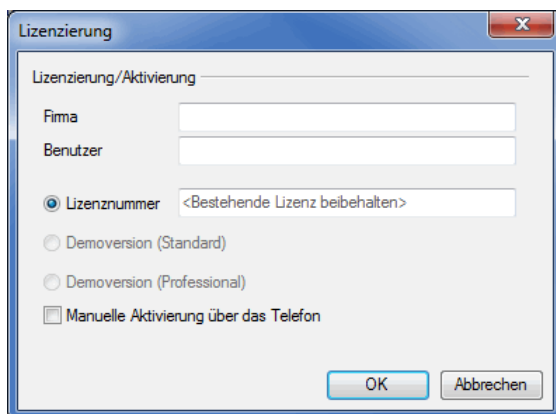 Lizenzierung
Lizenzierung/Aktivierung
Firma
Benutzer
Lizenznummer <Bestehende Lizenz beibehalten>
Demoversion (Standard)
Demoversion (Professional)
Manuelle Aktivierung über das Telefon
OK Abbrechen